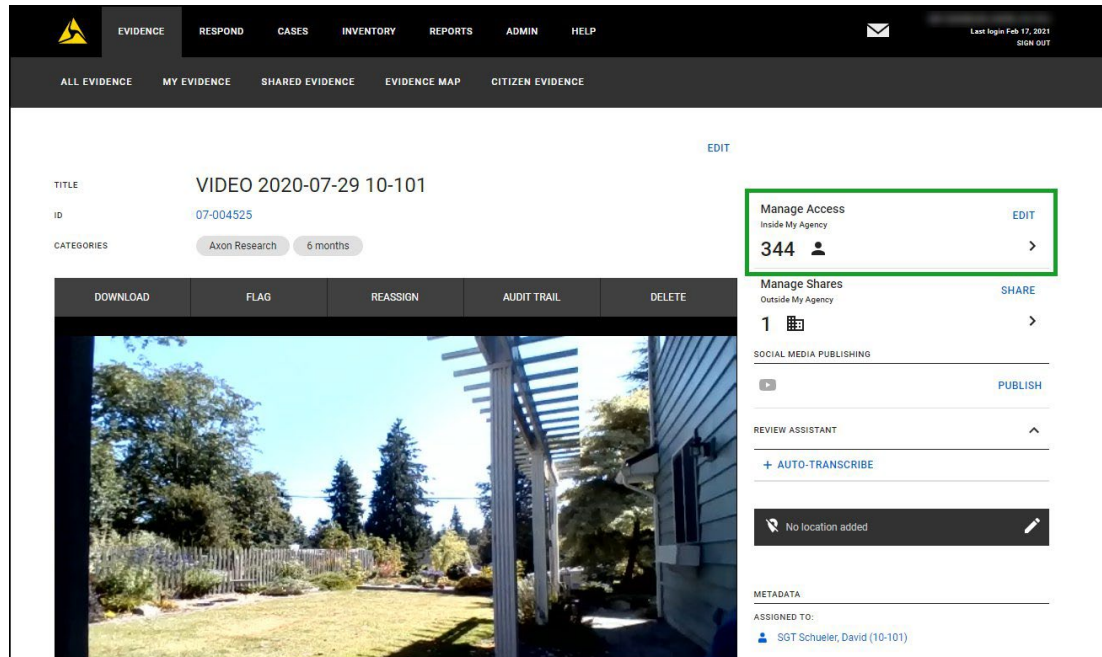 EVIDENCE RESPOND CASES INVENTORY REPORTS ADMIN HELP
Last login Feb 17, 2021
SIGN OUT
ALL EVIDENCE MY EVIDENCE SHARED EVIDENCE EVIDENCE MAP CITIZEN EVIDENCE
EDIT
TITLE VIDEO 2020-07-29 10-101
ID 07-004525
CATEGORIES Axon Research 6 months
DOWNLOAD FLAG REASSIGN AUDIT TRAIL DELETE
Manage Access EDIT
Inside My Agency
344
Manage Shares SHARE
Outside My Agency
1
SOCIAL MEDIA PUBLISHING
PUBLISH
REVIEW ASSISTANT
+ AUTO-TRANSCRIBE
No location added
METADATA
ASSIGNED TO:
SGT Schueler, David (10-101)